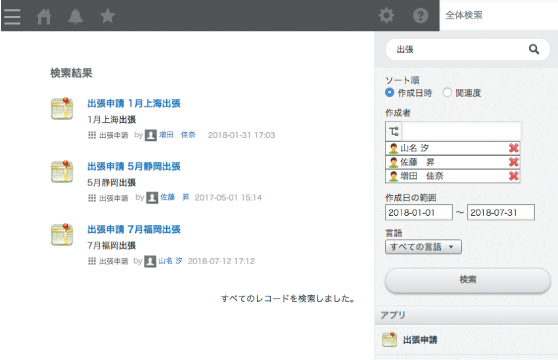 全体検索
出張
検索結果
出張申請 1月上海出張
1月上海出張
出張申請 by 増田 佳奈 2018-01-31 17:03
出張申請 5月静岡出張
5月静岡出張
出張申請 by 佐藤 昇 2017-05-01 15:14
出張申請 7月福岡出張
7月福岡出張
出張申請 by 山名 汐 2018-07-12 17:12
すべてのレコードを検索しました。
ソート順
作成日時 関連度
作成者
山名 汐
佐藤 昇
増田 佳奈
作成日の範囲
2018-01-01 ～ 2018-07-31
言語
すべての言語
検索
アプリ
出張申請